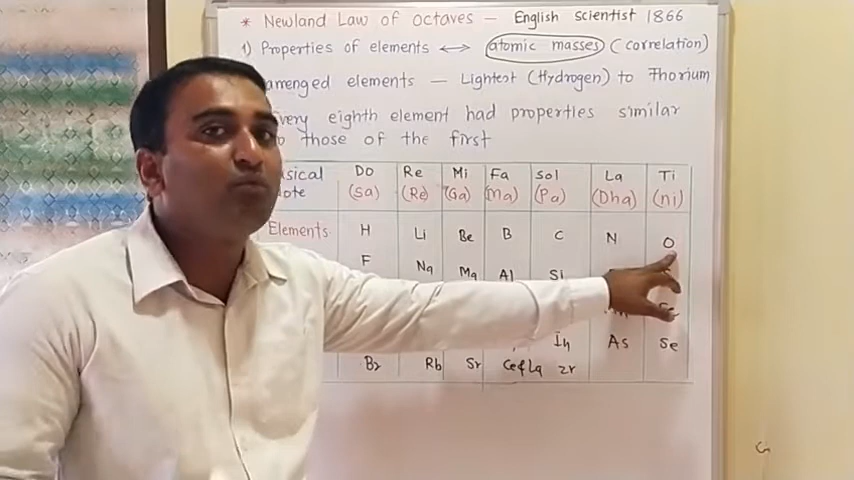 * Newland Law of Octaves - English Scientist 1866
1) Properties of elements ↔ atomic masses (correlation)
elements - Lightest (Hydrogen) to Thorium
eighth element had properties similar
those of the first
Do Re Mi Fa Sol La Ti
Note (Sa) (Re) (Ga) (Ma) (Pa) (Dha) (ni)
Elements H Li Be B C N O
F Na Mg Al Si
In As Se
Br Rb Sr Ce&La Zr